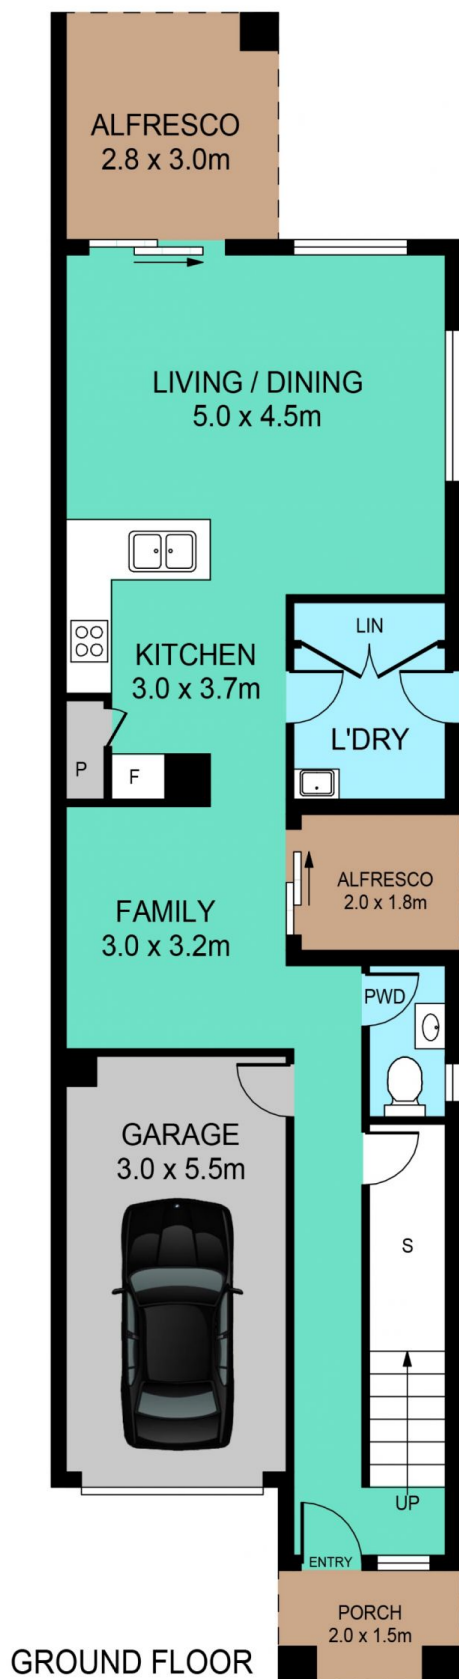 ALFRESCO
2.8 x 3.0m
LIVING / DINING
5.0 x 4.5m
LIN
KITCHEN
3.0 x 3.7m
L'DRY
P
F
ALFRESCO
2.0 x 1.8m
FAMILY
3.0 x 3.2m
PWD
GARAGE
3.0 x 5.5m
S
UP
ENTRY
PORCH
2.0 x 1.5m
GROUND FLOOR